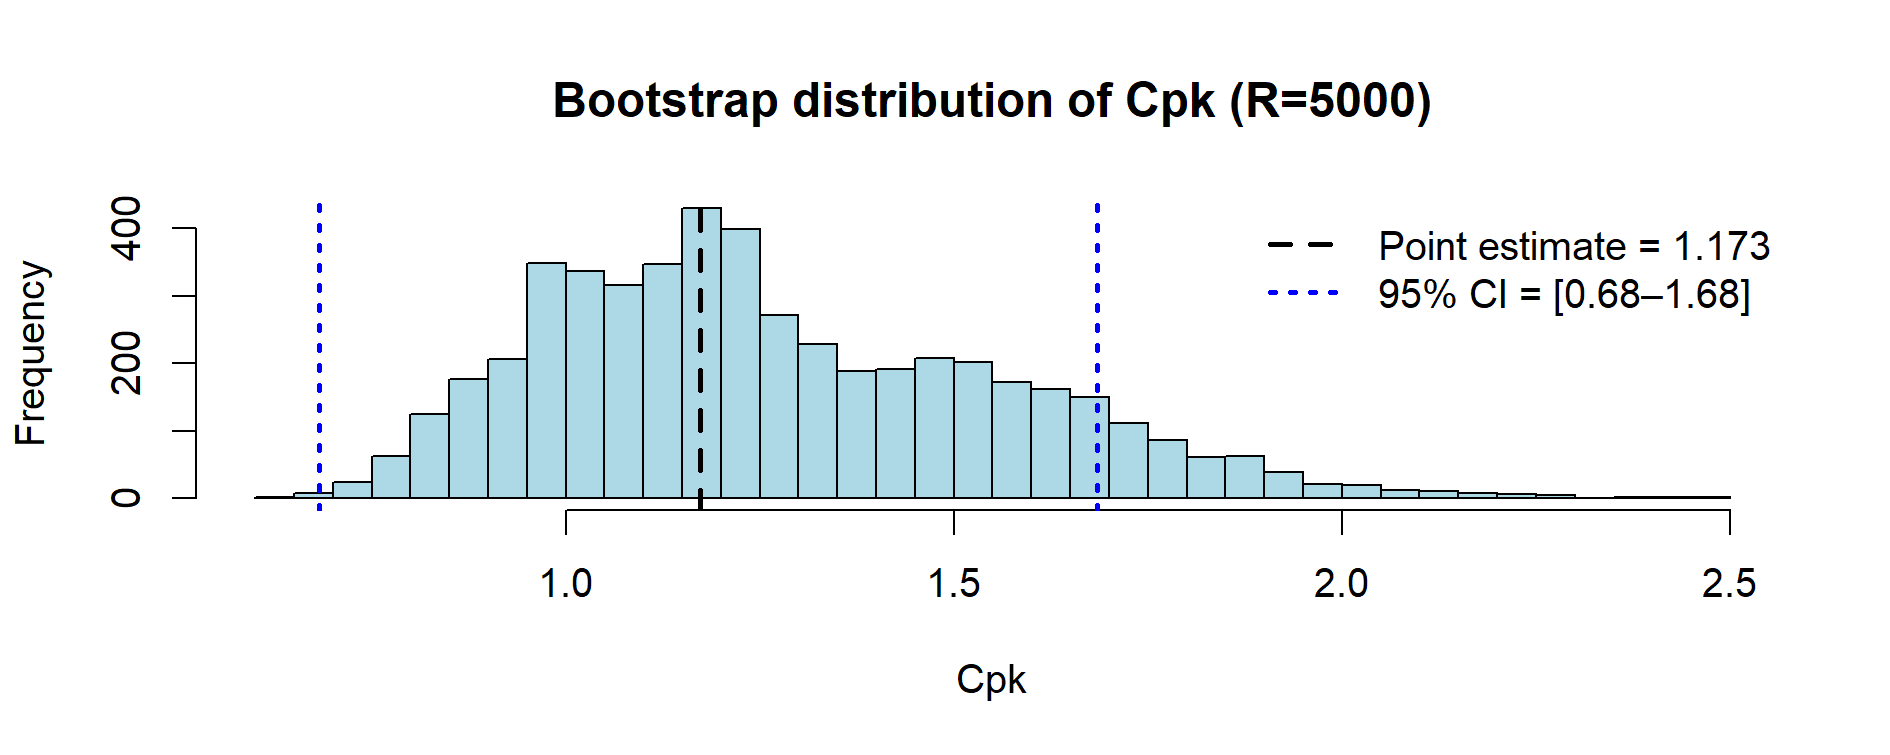 Bootstrap distribution of Cpk (R=5000)
Frequency
400
200
0
Point estimate = 1.173
95% CI = [0.68–1.68]
1.0 1.5 2.0 2.5
Cpk